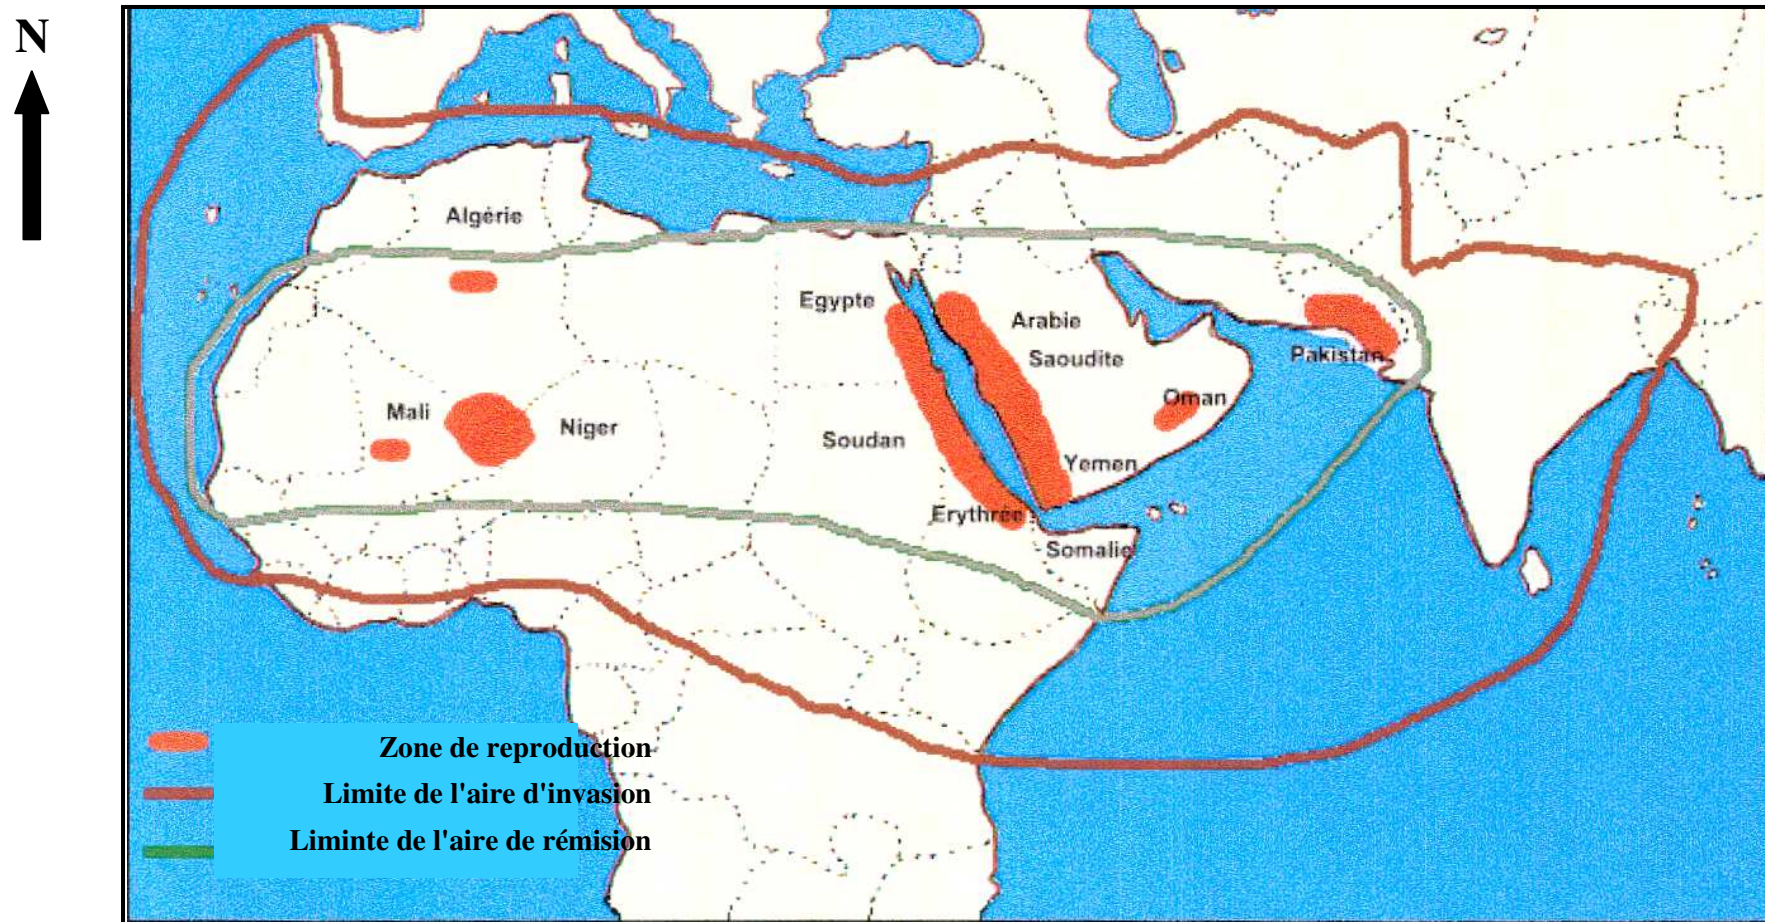 N
Algérie
Egypte
Arabie
Saoudite
Pakistan
Oman
Mali
Niger
Soudan
Yemen
Erythrée
Somalie
Zone de reproduction
Limite de l'aire d'invasion
Liminte de l'aire de rémision